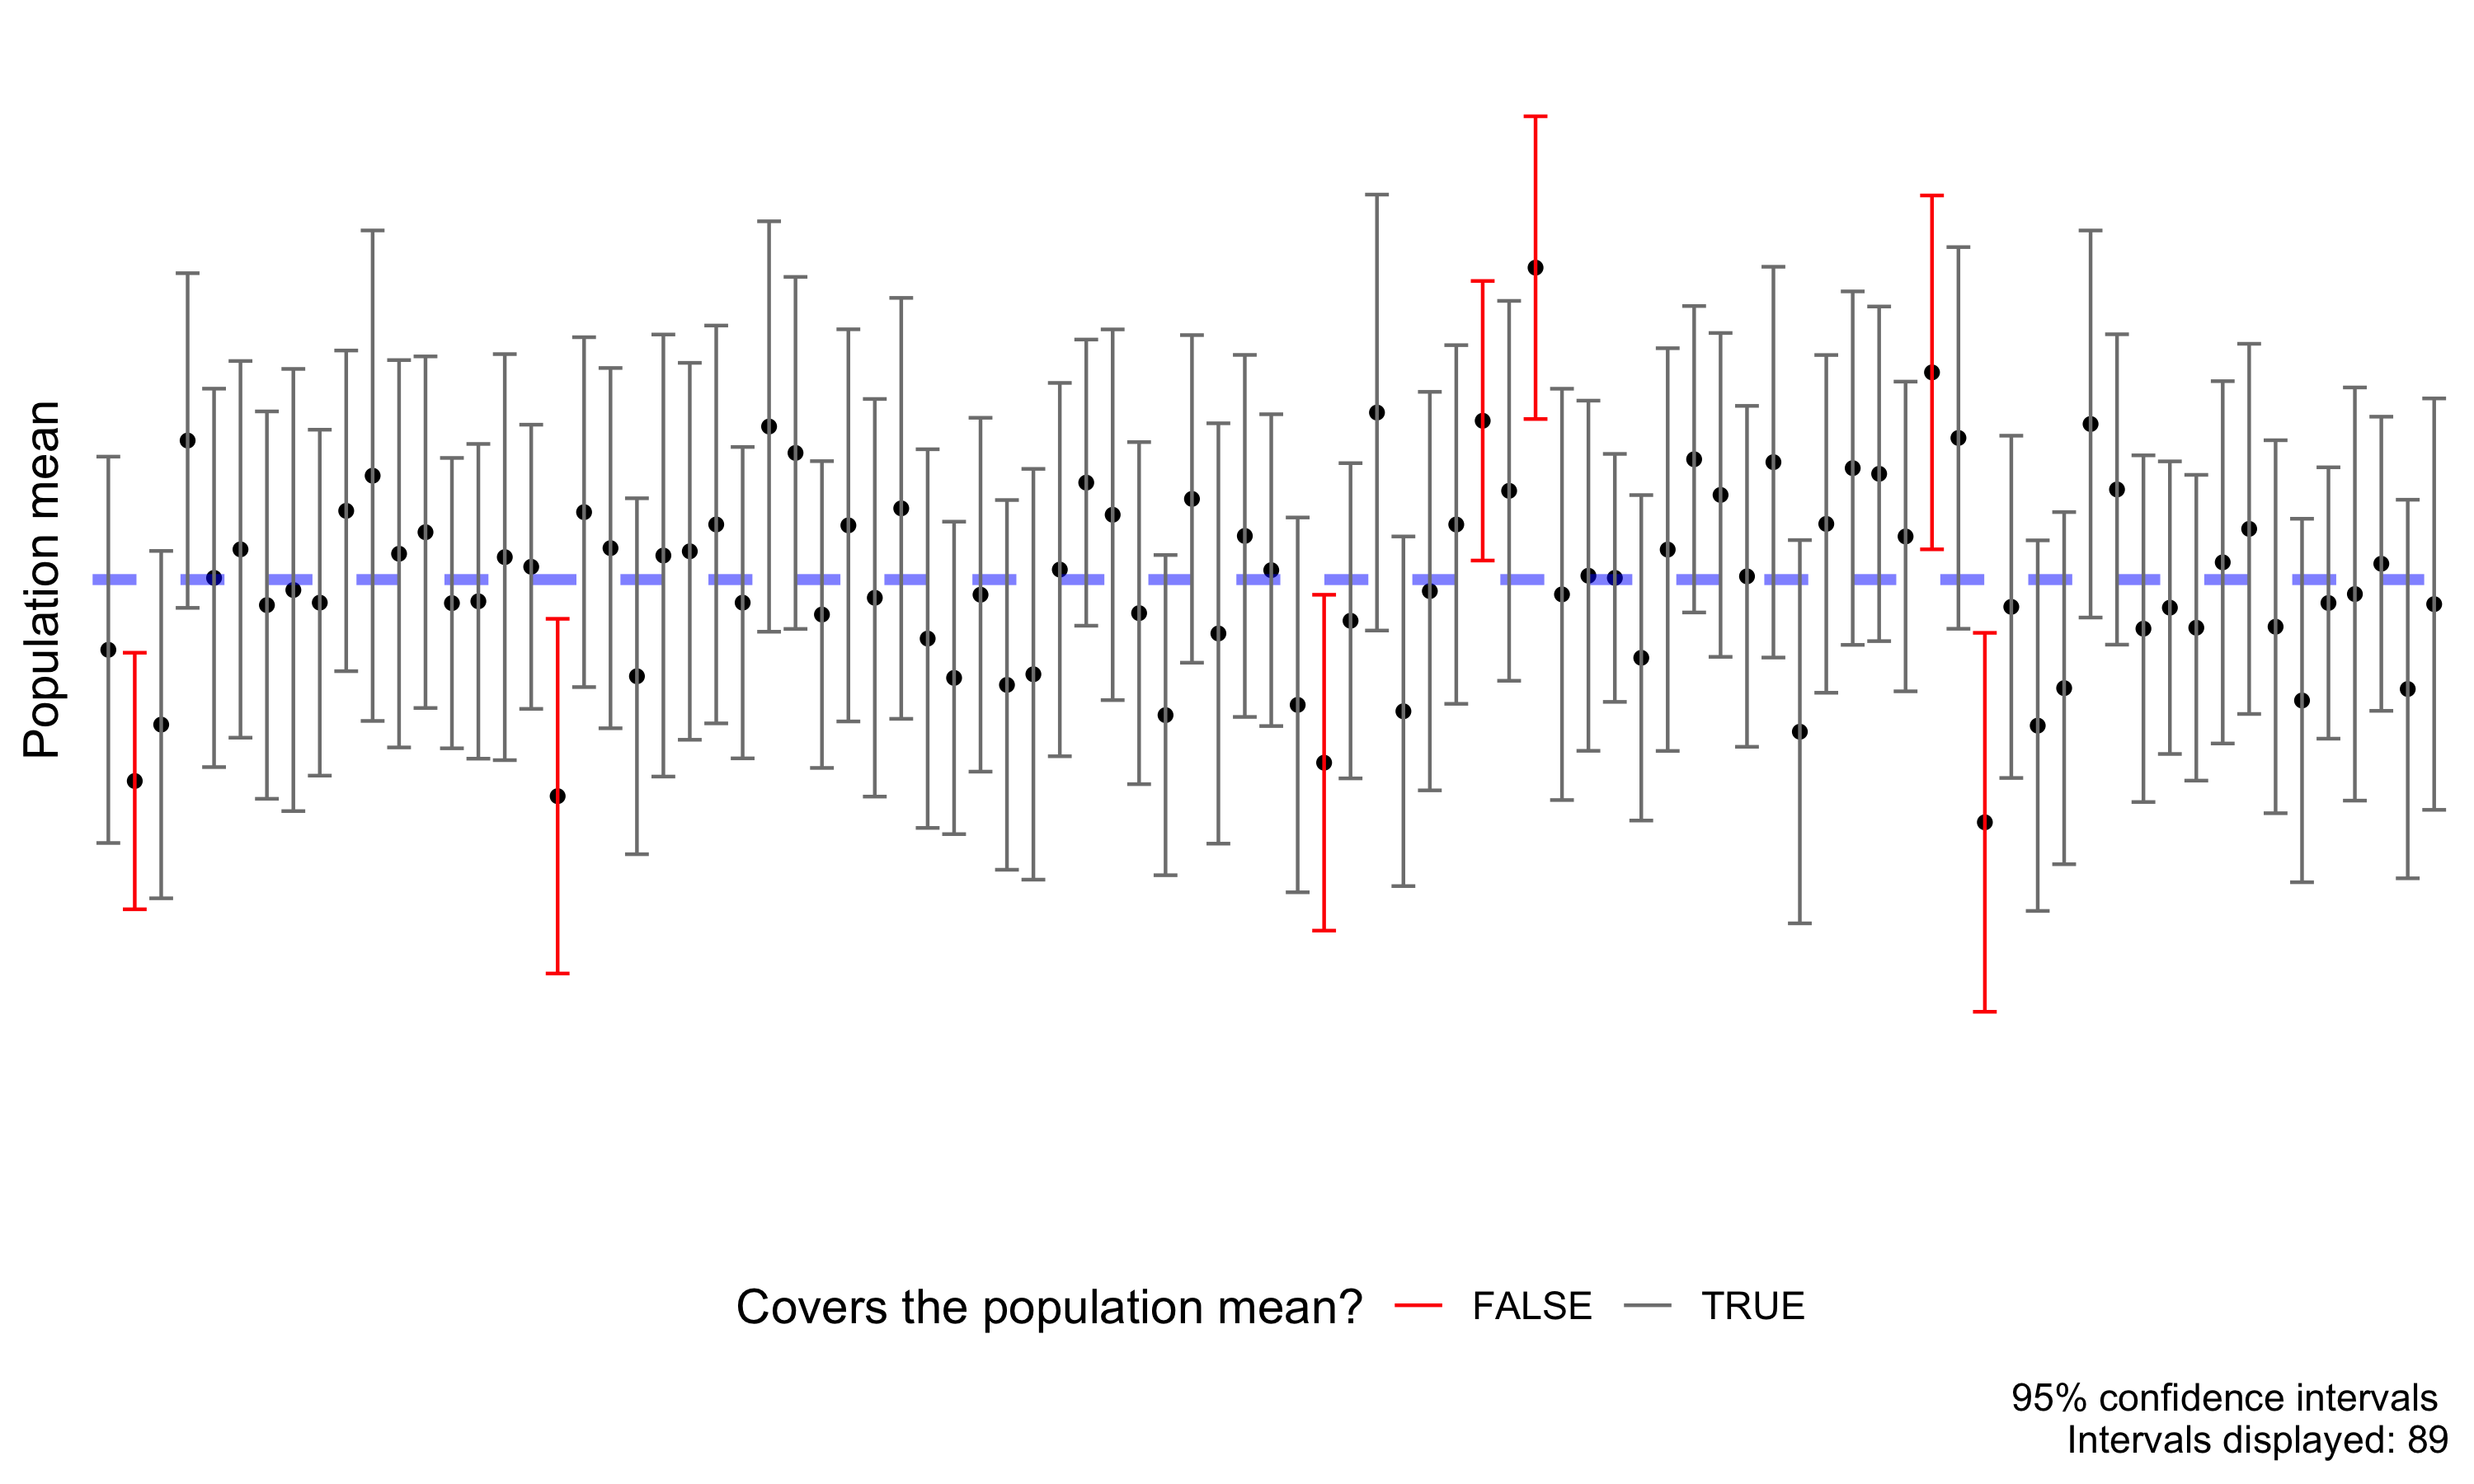 Population mean
Covers the population mean? FALSE TRUE
95% confidence intervals
Intervals displayed: 89